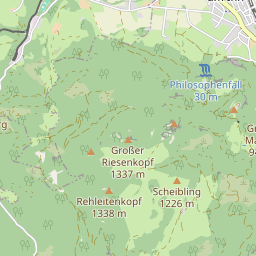 Philosophenfall
30 m
Großer
Riesenkopf
1337 m
Scheibling
1226 m
Rehleitenkopf
1338 m